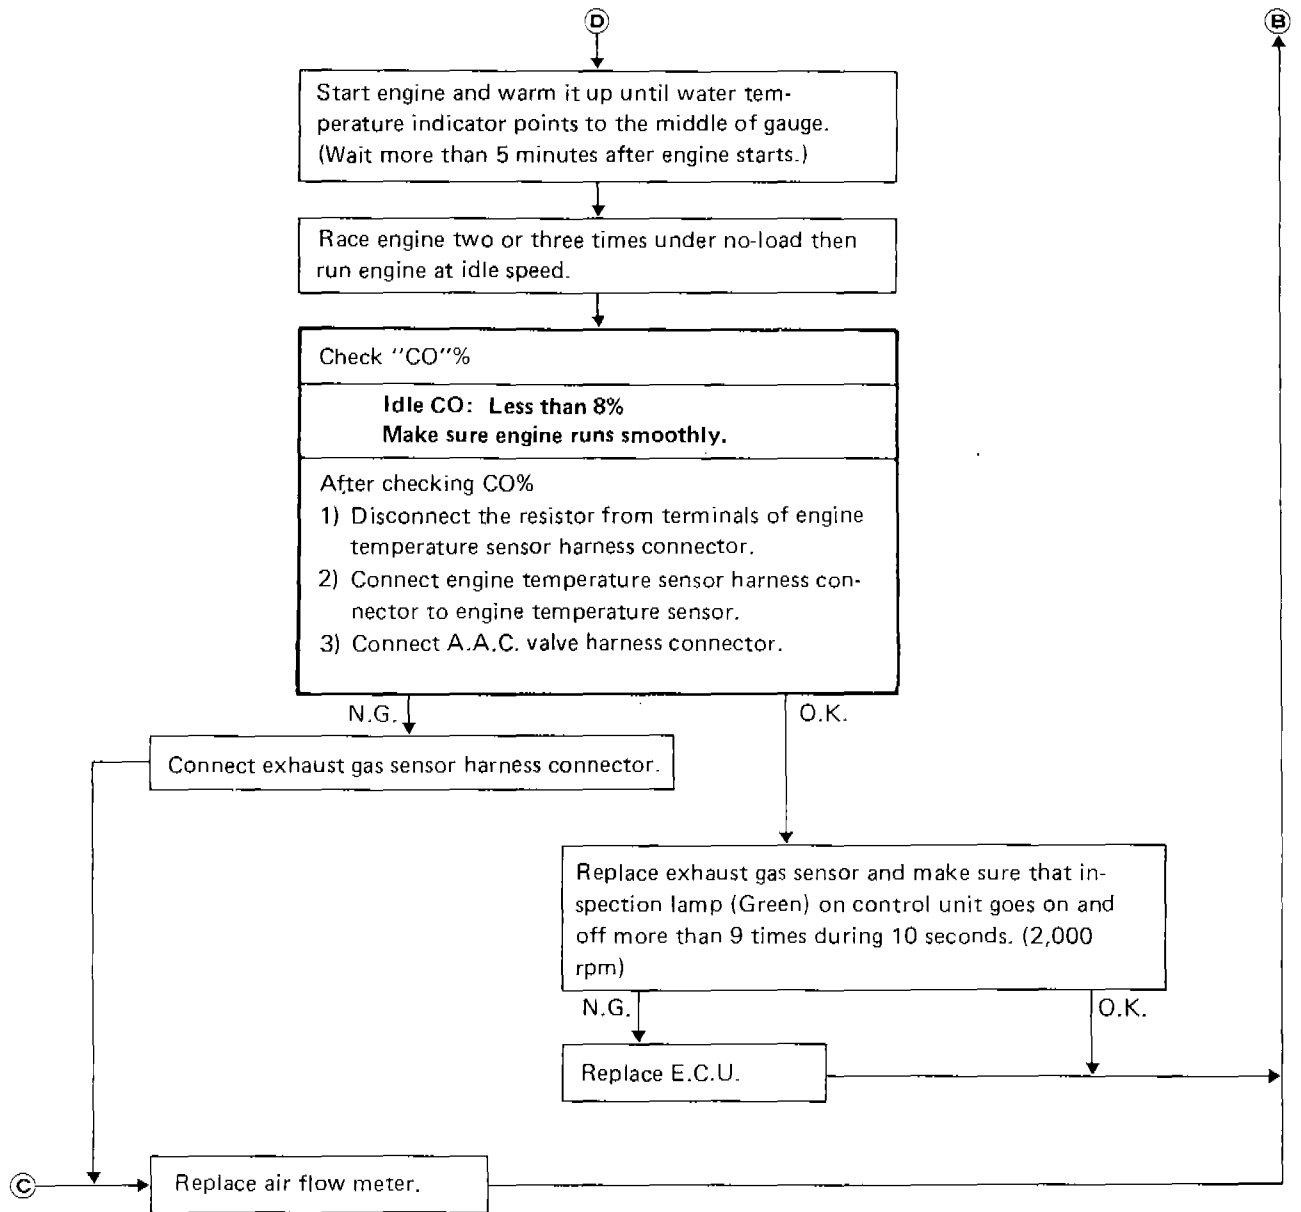 D
B
Start engine and warm it up until water tem-
perature indicator points to the middle of gauge.
(Wait more than 5 minutes after engine starts.)
Race engine two or three times under no-load then
run engine at idle speed.
Check "CO"%
Idle CO: Less than 8%
Make sure engine runs smoothly.
After checking CO%
1) Disconnect the resistor from terminals of engine
temperature sensor harness connector.
2) Connect engine temperature sensor harness con-
nector to engine temperature sensor.
3) Connect A.A.C. valve harness connector.
N.G.
O.K.
Connect exhaust gas sensor harness connector.
Replace exhaust gas sensor and make sure that in-
spection lamp (Green) on control unit goes on and
off more than 9 times during 10 seconds. (2,000
rpm)
N.G.
O.K.
Replace E.C.U.
C
Replace air flow meter.